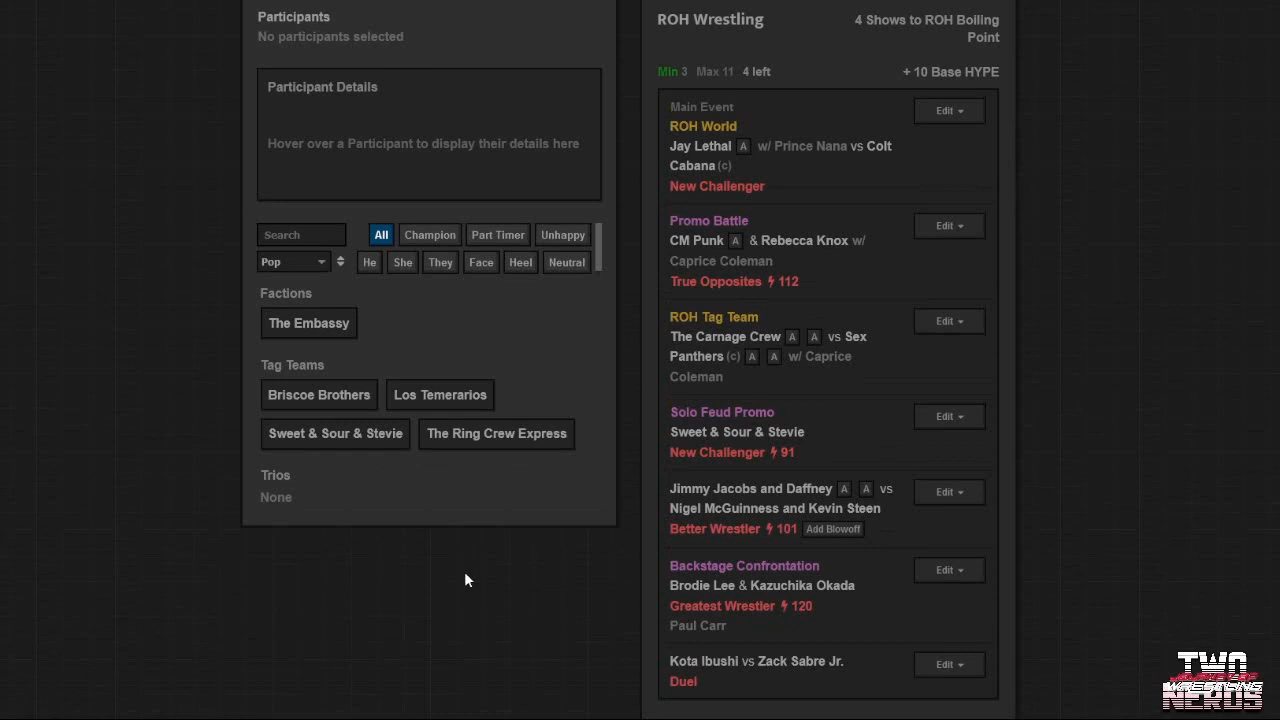 Participants
No participants selected
Participant Details
Hover over a Participant to display their details here
Search
All
Champion
Part Timer
Unhappy
Pop
He
She
They
Face
Heel
Neutral
Factions
The Embassy
Tag Teams
Briscoe Brothers
Los Temerarios
Sweet & Sour & Stevie
The Ring Crew Express
Trios
None
ROH Wrestling
4 Shows to ROH Boiling
Point
Min 3 Max 11 4 left
+ 10 Base HYPE
Main Event
Edit
ROH World
Jay Lethal A w/ Prince Nana vs Colt
Cabana (c)
New Challenger
Promo Battle
Edit
CM Punk A & Rebecca Knox w/
Caprice Coleman
True Opposites 112
ROH Tag Team
Edit
The Carnage Crew A A vs Sex
Panthers (c) A A w/ Caprice
Coleman
Solo Feud Promo
Edit
Sweet & Sour & Stevie
New Challenger 91
Jimmy Jacobs and Daffney A A vs
Edit
Nigel McGuinness and Kevin Steen
Better Wrestler 101 Add Blowoff
Backstage Confrontation
Edit
Brodie Lee & Kazuchika Okada
Greatest Wrestler 120
Paul Carr
Kota Ibushi vs Zack Sabre Jr.
Edit
Duel
TWO
WRESTLING
NERDS